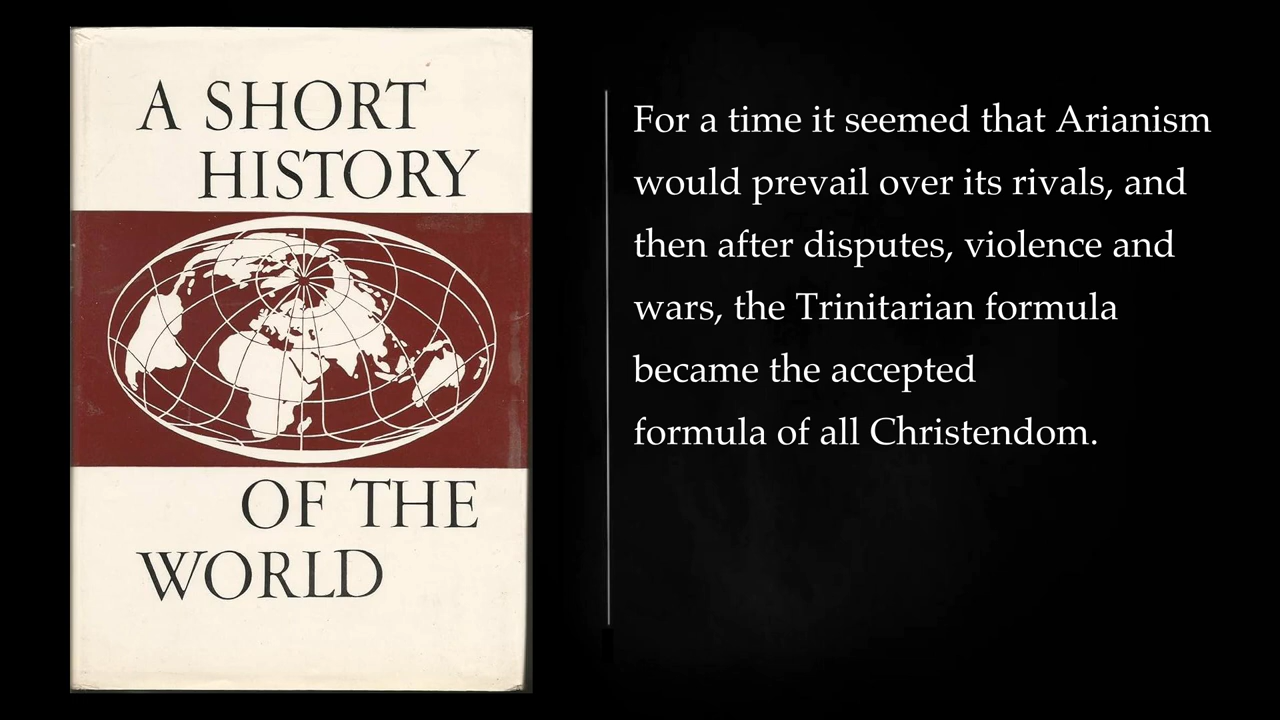 A SHORT
HISTORY
OF THE
WORLD
For a time it seemed that Arianism
would prevail over its rivals, and
then after disputes, violence and
wars, the Trinitarian formula
became the accepted
formula of all Christendom.